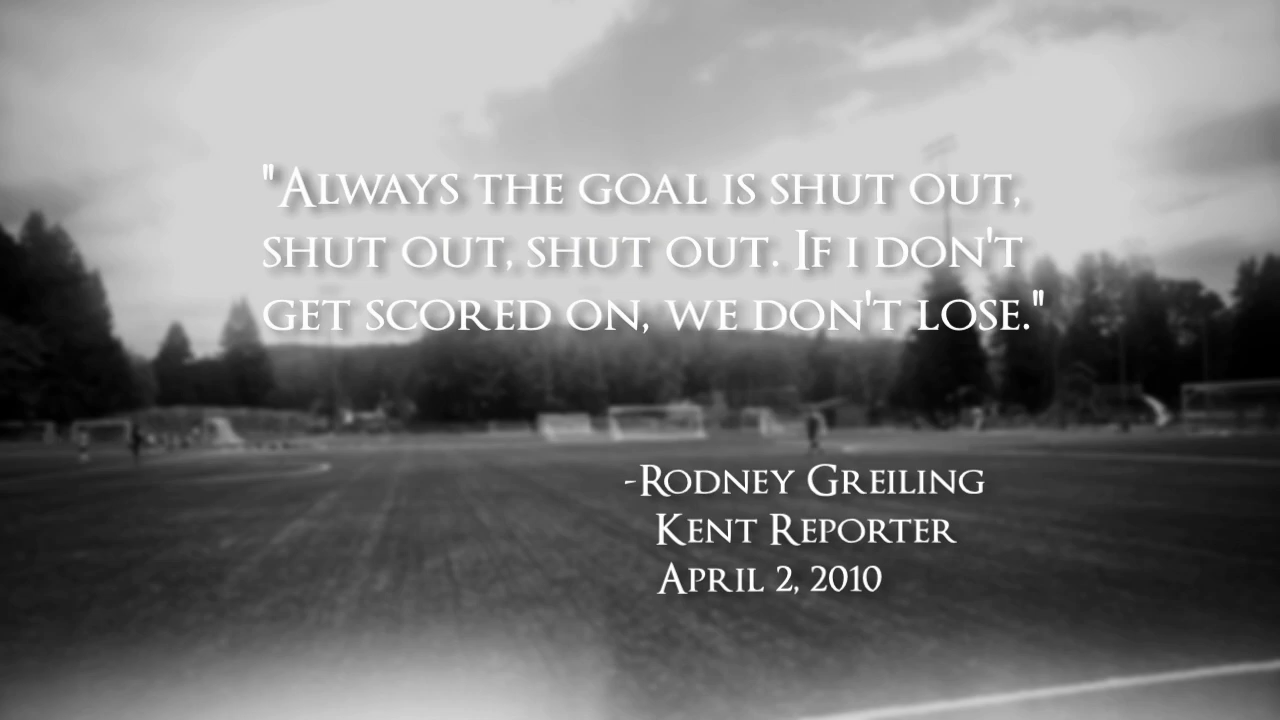 "Always the goal is shut out,
shut out, shut out. If i don't
get scored on, we don't lose."
-Rodney Greiling
Kent Reporter
April 2, 2010